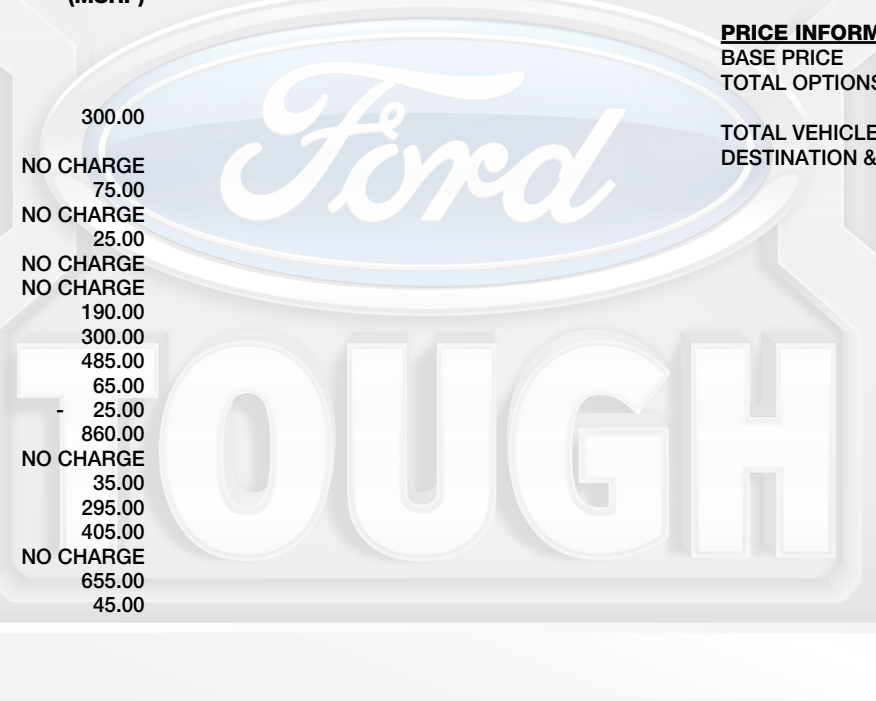 (MSRP)
300.00
NO CHARGE
75.00
NO CHARGE
25.00
NO CHARGE
NO CHARGE
190.00
300.00
485.00
65.00
- 25.00
860.00
NO CHARGE
35.00
295.00
405.00
NO CHARGE
655.00
45.00
PRICE INFORM
BASE PRICE
TOTAL OPTIONS
TOTAL VEHICLE
DESTINATION &
Ford
TOUGH